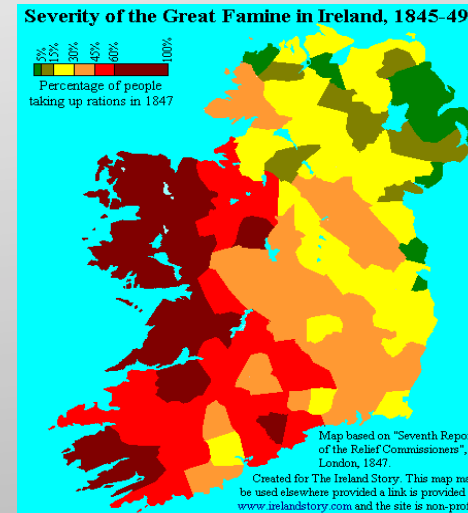 Severity of the Great Famine in Ireland, 1845-49
5% 15% 30% 45% 60% 100%
Percentage of people
taking up rations in 1847
Map based on "Seventh Repo
of the Relief Commissioners",
London, 1847.
Created for The Ireland Story. This map ma
be used elsewhere provided a link is provided
www.irelandstory.com and the site is non-prof